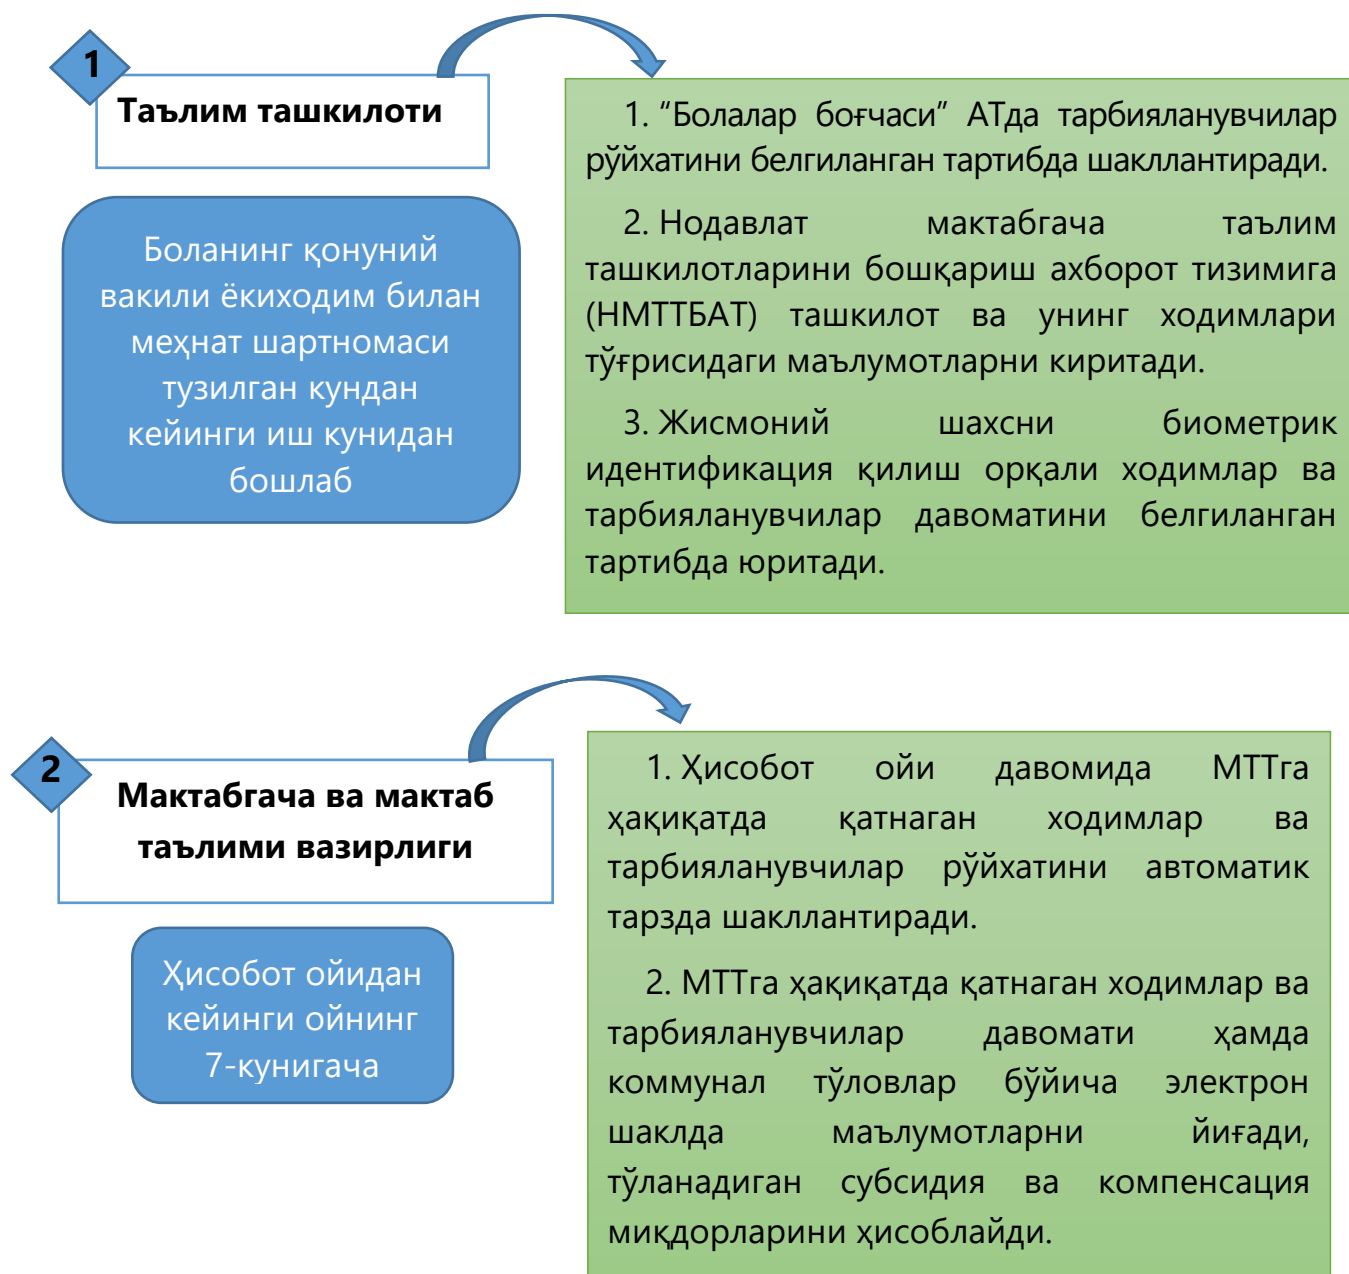 1
Таълим ташкилоти
Боланинг қонуний
вакили ёкиходим билан
меҳнат шартномаси
тузилган кундан
кейинги иш кунидан
бошлаб
1. “Болалар боғчаси” АТда тарбияланувчилар
рўйхатини белгиланган тартибда шакллантиради.
2. Нодавлат мактабгача таълим
ташкилотларини бошқариш ахборот тизимига
(НМТТБАТ) ташкилот ва унинг ходимлари
тўғрисидаги маълумотларни киритади.
3. Жисмоний шахсни биометрик
идентификация қилиш орқали ходимлар ва
тарбияланувчилар давоматини белгиланган
тартибда юритади.
2
Мактабгача ва мактаб
таълими вазирлиги
Ҳисобот ойидан
кейинги ойнинг
7-кунигача
1. Ҳисобот ойи давомида МТТга
ҳақиқатда қатнаган ходимлар ва
тарбияланувчилар рўйхатини автоматик
тарзда шакллантиради.
2. МТТга ҳақиқатда қатнаган ходимлар ва
тарбияланувчилар давомати ҳамда
коммунал тўловлар бўйича электрон
шаклда маълумотларни йиғади,
тўланадиган субсидия ва компенсация
миқдорларини ҳисоблайди.